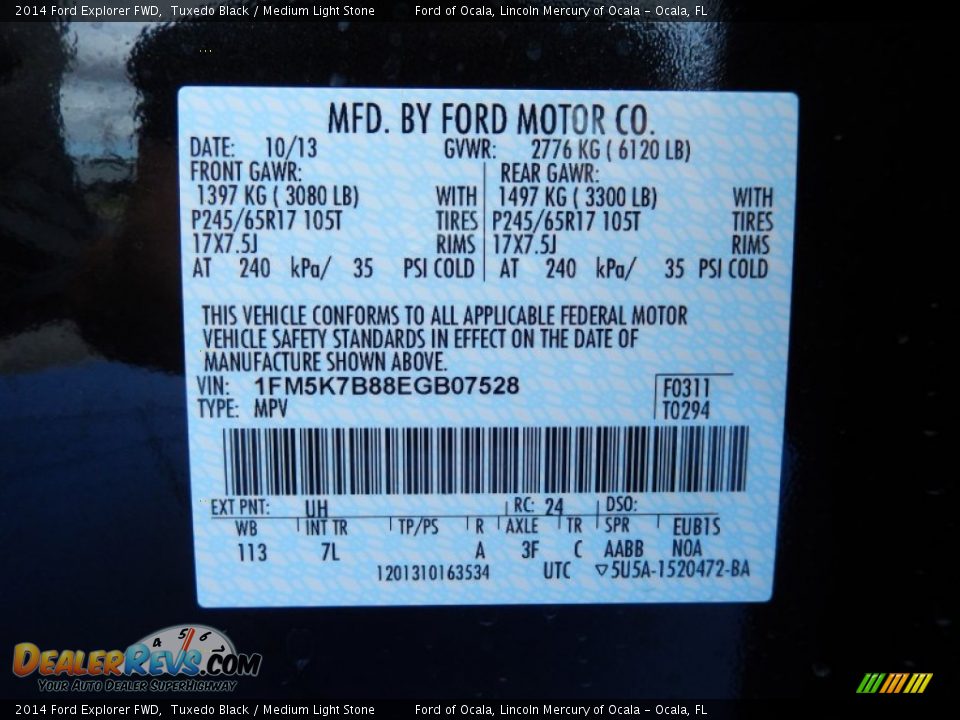 2014 Ford Explorer FWD,  Tuxedo Black / Medium Light Stone Ford of Ocala, Lincoln Mercury of Ocala - Ocala, FL
MFD. BY FORD MOTOR CO.
DATE: 10/13 GVWR: 2776 KG ( 6120 LB)
FRONT GAWR: REAR GAWR:
1397 KG ( 3080 LB) WITH 1497 KG ( 3300 LB) WITH
P245/65R17 105T TIRES P245/65R17 105T TIRES
17X7.5J RIMS 17X7.5J RIMS
AT 240 kPa/ 35 PSI COLD AT 240 kPa/ 35 PSI COLD
THIS VEHICLE CONFORMS TO ALL APPLICABLE FEDERAL MOTOR
VEHICLE SAFETY STANDARDS IN EFFECT ON THE DATE OF
MANUFACTURE SHOWN ABOVE.
VIN: 1FM5K7B88EGB07528 F0311
TYPE: MPV T0294
EXT PNT: UH RC: 24 DSO:
WB INT TR TP/PS R AXLE TR SPR EUB1S
113 7L A 3F C AABB NOA
1201310163534 UTC ▽5U5A-1520472-BA
DEALERREVS.COM
YOUR AUTO DEALER SUPERHIGHWAY
4 5 6
2014 Ford Explorer FWD,  Tuxedo Black / Medium Light Stone Ford of Ocala, Lincoln Mercury of Ocala - Ocala, FL